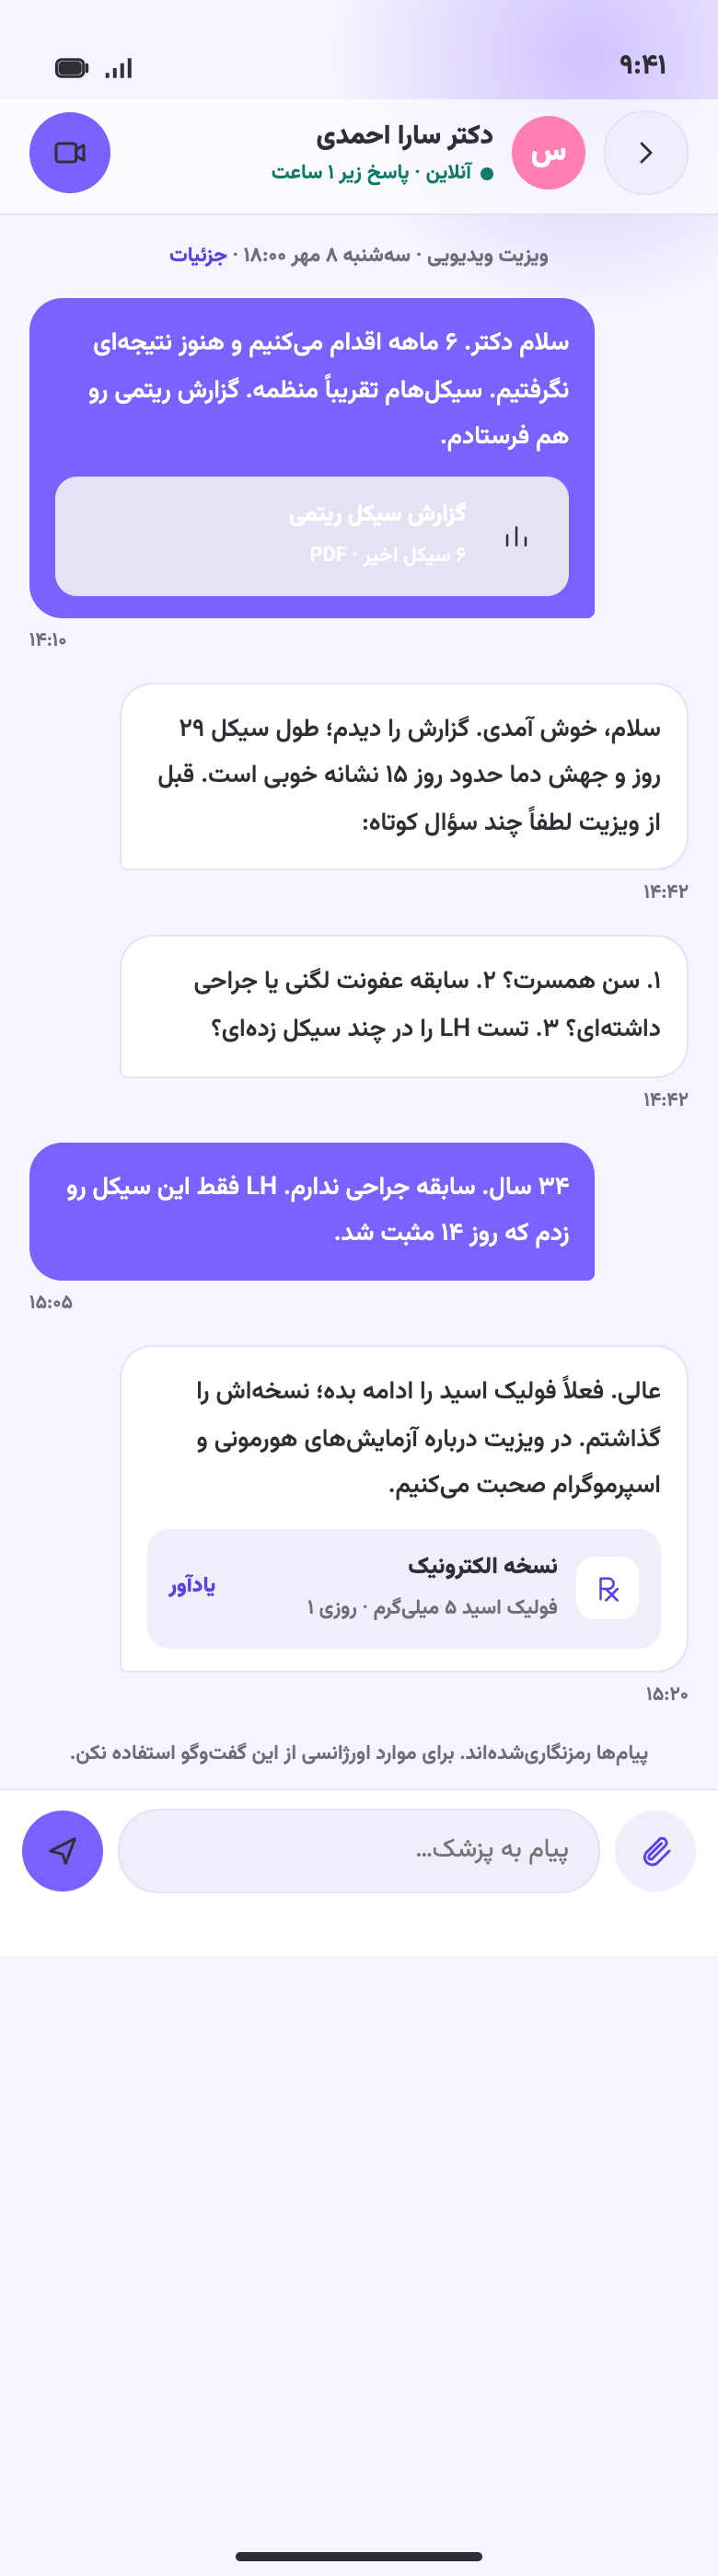 ۹:۴۱
دکتر سارا احمدی
س
آنلاین · پاسخ زیر ۱ ساعت
ویزیت ویدیویی · سه‌شنبه ۸ مهر ۱۸:۰۰ · جزئیات
سلام دکتر. ۶ ماهه اقدام می‌کنیم و هنوز نتیجه‌ای
نگرفتیم. سیکل‌هام تقریباً منظمه. گزارش ریتمی رو
هم فرستادم.
گزارش سیکل ریتمی
۶ سیکل اخیر · PDF
۱۴:۱۰
سلام، خوش آمدی. گزارش را دیدم؛ طول سیکل ۲۹
روز و جهش دما حدود روز ۱۵ نشانه خوبی است. قبل
از ویزیت لطفاً چند سؤال کوتاه:
۱۴:۴۲
۱. سن همسرت؟ ۲. سابقه عفونت لگنی یا جراحی
داشته‌ای؟ ۳. تست LH را در چند سیکل زده‌ای؟
۱۴:۴۲
۳۴ سال. سابقه جراحی ندارم. LH فقط این سیکل رو
زدم که روز ۱۴ مثبت شد.
۱۵:۰۵
عالی. فعلاً فولیک اسید را ادامه بده؛ نسخه‌اش را
گذاشتم. در ویزیت درباره آزمایش‌های هورمونی و
اسپرموگرام صحبت می‌کنیم.
نسخه الکترونیک
فولیک اسید ۵ میلی‌گرم · روزی ۱
یادآور
۱۵:۲۰
پیام‌ها رمزنگاری‌شده‌اند. برای موارد اورژانسی از این گفت‌وگو استفاده نکن.
پیام به پزشک…